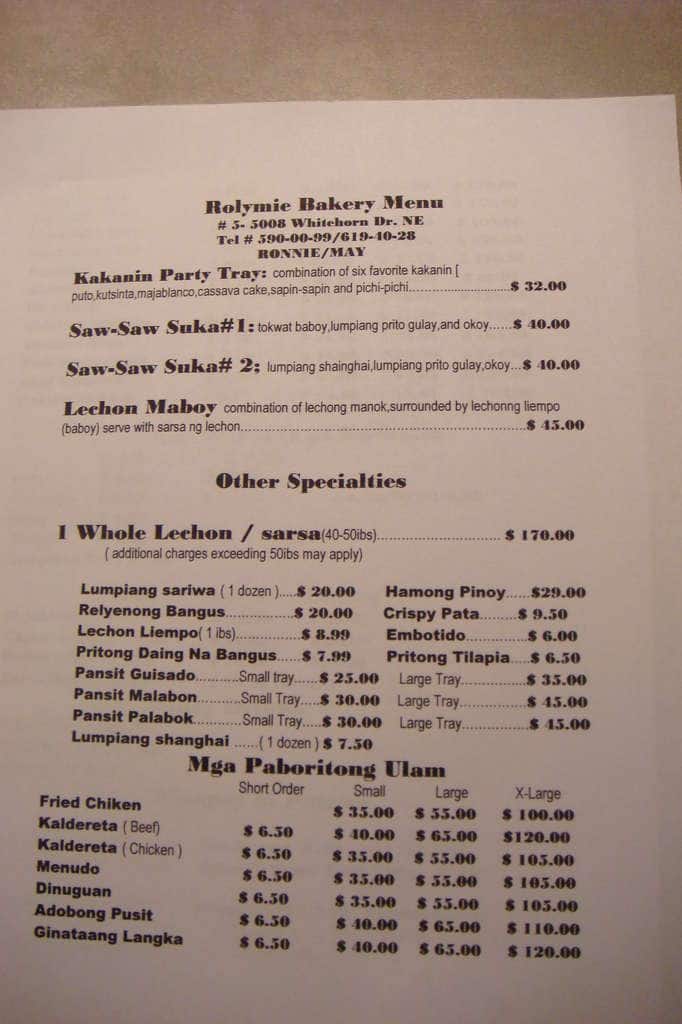 Rolymie Bakery Menu
# 5- 5008 Whitehorn Dr. NE
Tel # 590-00-99/619-40-28
RONNIE/MAY
Kakanin Party Tray: combination of six favorite kakanin [
puto,kutsinta,majablanco,cassava cake,sapin-sapin and pichi-pichi..............................$ 32.00
Saw-Saw Suka#1: tokwat baboy,lumpiang prito gulay,and okoy......$ 40.00
Saw-Saw Suka# 2; lumpiang shainghai,lumpiang prito gulay,okoy...$ 40.00
Lechon Maboy combination of lechong manok,surrounded by lechonng liempo
(baboy) serve with sarsa ng lechon.......................................................................$ 45.00
Other Specialties
1 Whole Lechon / sarsa(40-50ibs)............................... $ 170.00
( additional charges exceeding 50ibs may apply)
Lumpiang sariwa ( 1 dozen )....$ 20.00 Hamong Pinoy......$29.00
Relyenong Bangus................$ 20.00 Crispy Pata.........$ 9.50
Lechon Liempo( 1 ibs)...............$ 8.99 Embotido..............$ 6.00
Pritong Daing Na Bangus......$ 7.99 Pritong Tilapia....$ 6.50
Pansit Guisado..........Small tray......$ 25.00 Large Tray................$ 35.00
Pansit Malabon..........Small Tray....$ 30.00 Large Tray................$ 45.00
Pansit Palabok...........Small Tray.....$ 30.00 Large Tray................$ 45.00
Lumpiang shanghai ......( 1 dozen ) $ 7.50
Mga Paboritong Ulam
Short Order Small Large X-Large
Fried Chiken $ 35.00 $ 55.00 $ 100.00
Kaldereta ( Beef) $ 6.50 $ 40.00 $ 65.00 $120.00
Kaldereta ( Chicken ) $ 6.50 $ 35.00 $ 55.00 $ 105.00
Menudo $ 6.50 $ 35.00 $ 55.00 $ 105.00
Dinuguan $ 6.50 $ 35.00 $ 55.00 $ 105.00
Adobong Pusit $ 6.50 $ 40.00 $ 65.00 $ 110.00
Ginataang Langka $ 6.50 $ 40.00 $ 65.00 $ 120.00